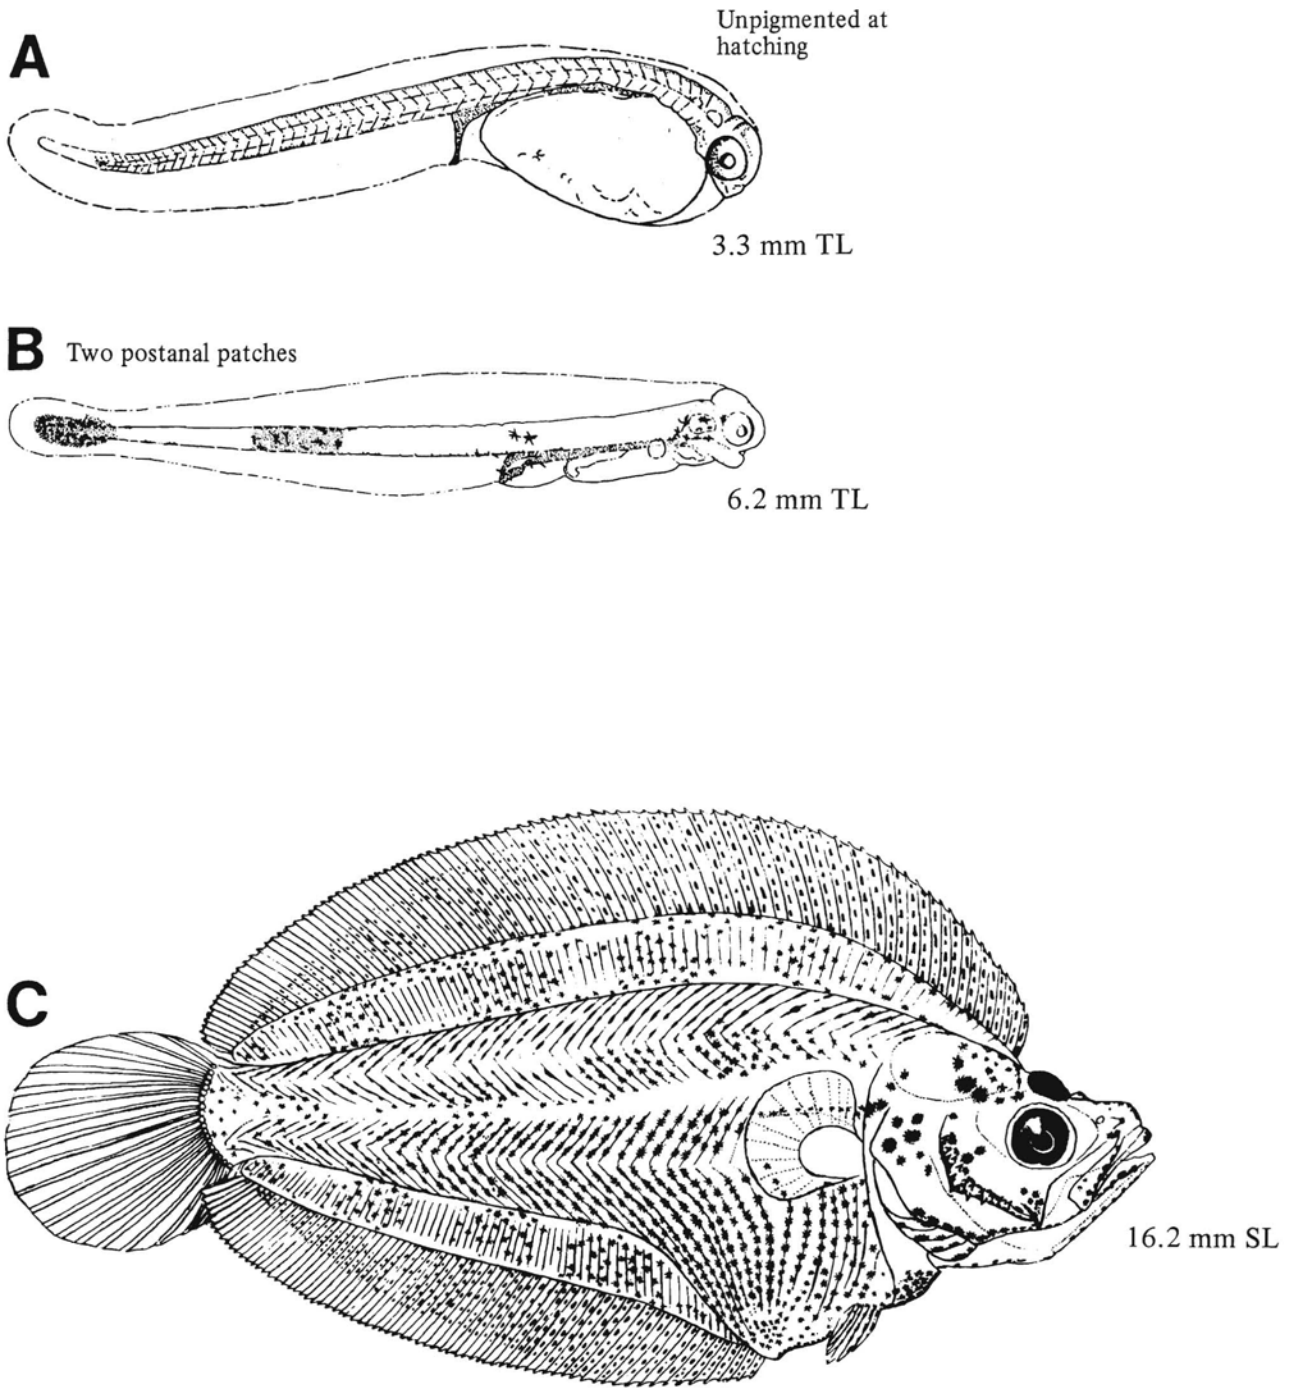 A
Unpigmented at
hatching
3.3 mm TL
B
Two postanal patches
6.2 mm TL
C
16.2 mm SL